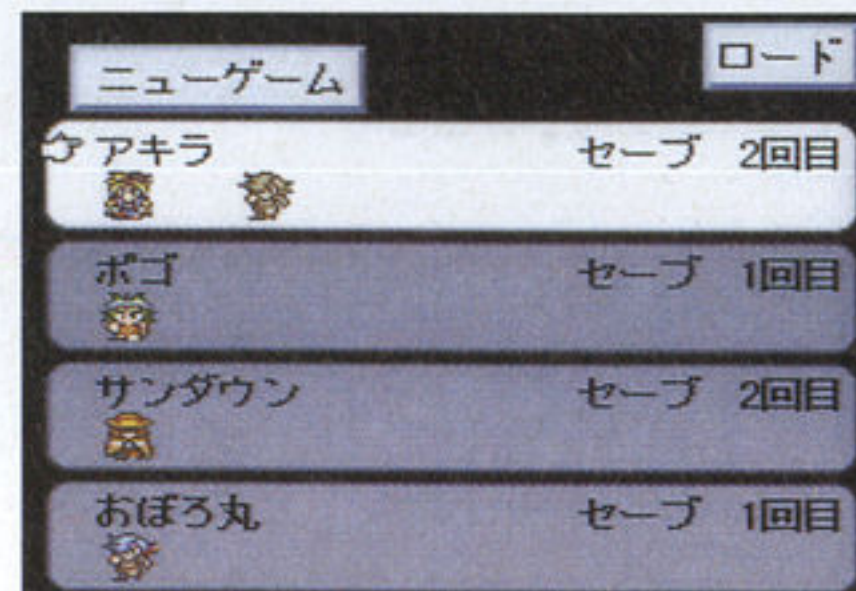 ニューゲーム
ロード
アキラ セーブ 2回目
ポゴ セーブ 1回目
サンダウン セーブ 2回目
おぼろ丸 セーブ 1回目